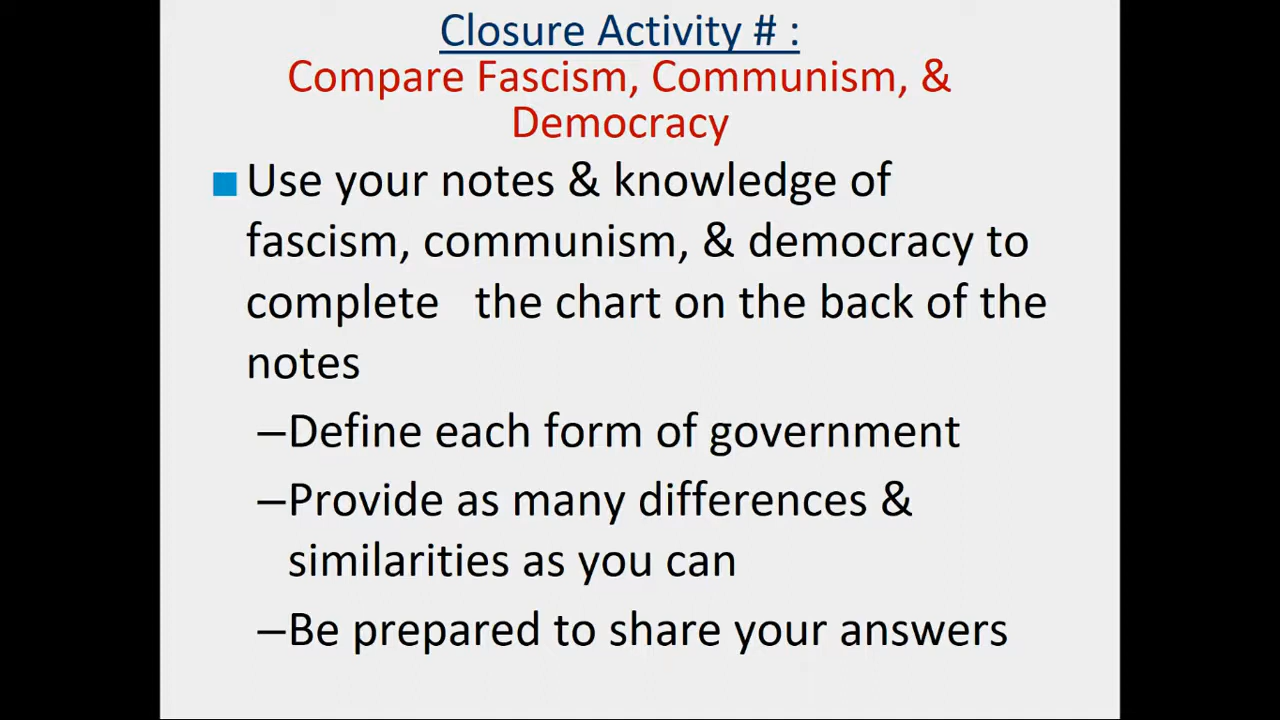 Closure Activity # :
Compare Fascism, Communism, &
Democracy
Use your notes & knowledge of
fascism, communism, & democracy to
complete   the chart on the back of the
notes
–Define each form of government
–Provide as many differences &
similarities as you can
–Be prepared to share your answers